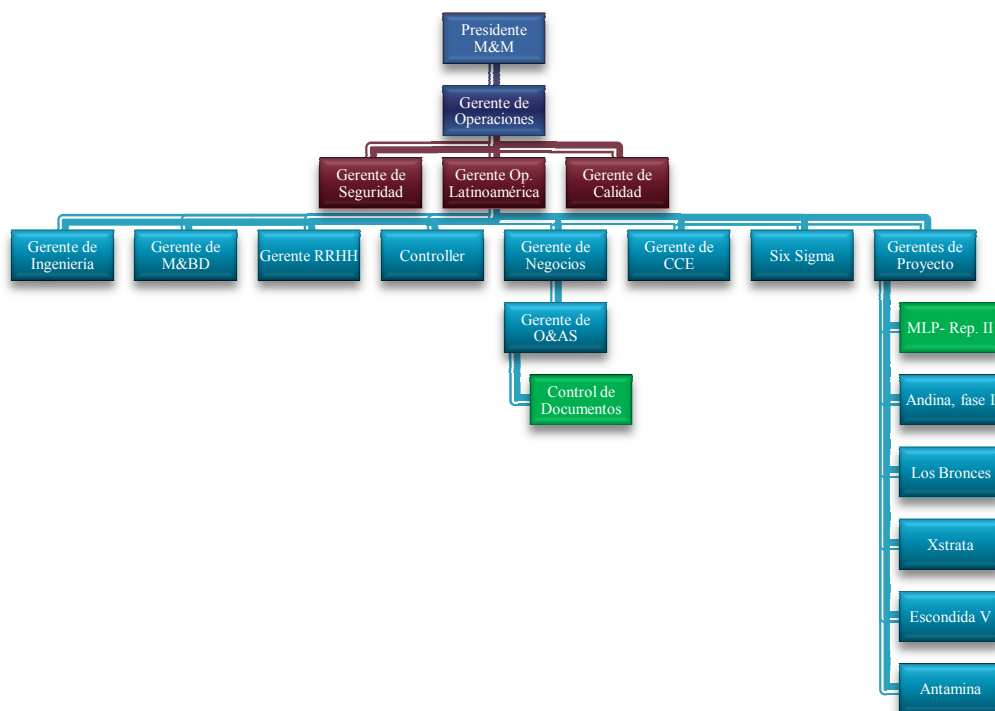 Presidente
M&M
Gerente de
Operaciones
Gerente de
Seguridad
Gerente Op.
Latinoamérica
Gerente de
Calidad
Gerente de
Ingeniería
Gerente de
M&BD
Gerente RRHH
Controller
Gerente de
Negocios
Gerente de
CCE
Six Sigma
Gerentes de
Proyecto
Gerente de
O&AS
Control de
Documentos
MLP- Rep. II
Andina, fase I
Los Bronces
Xstrata
Escondida V
Antamina